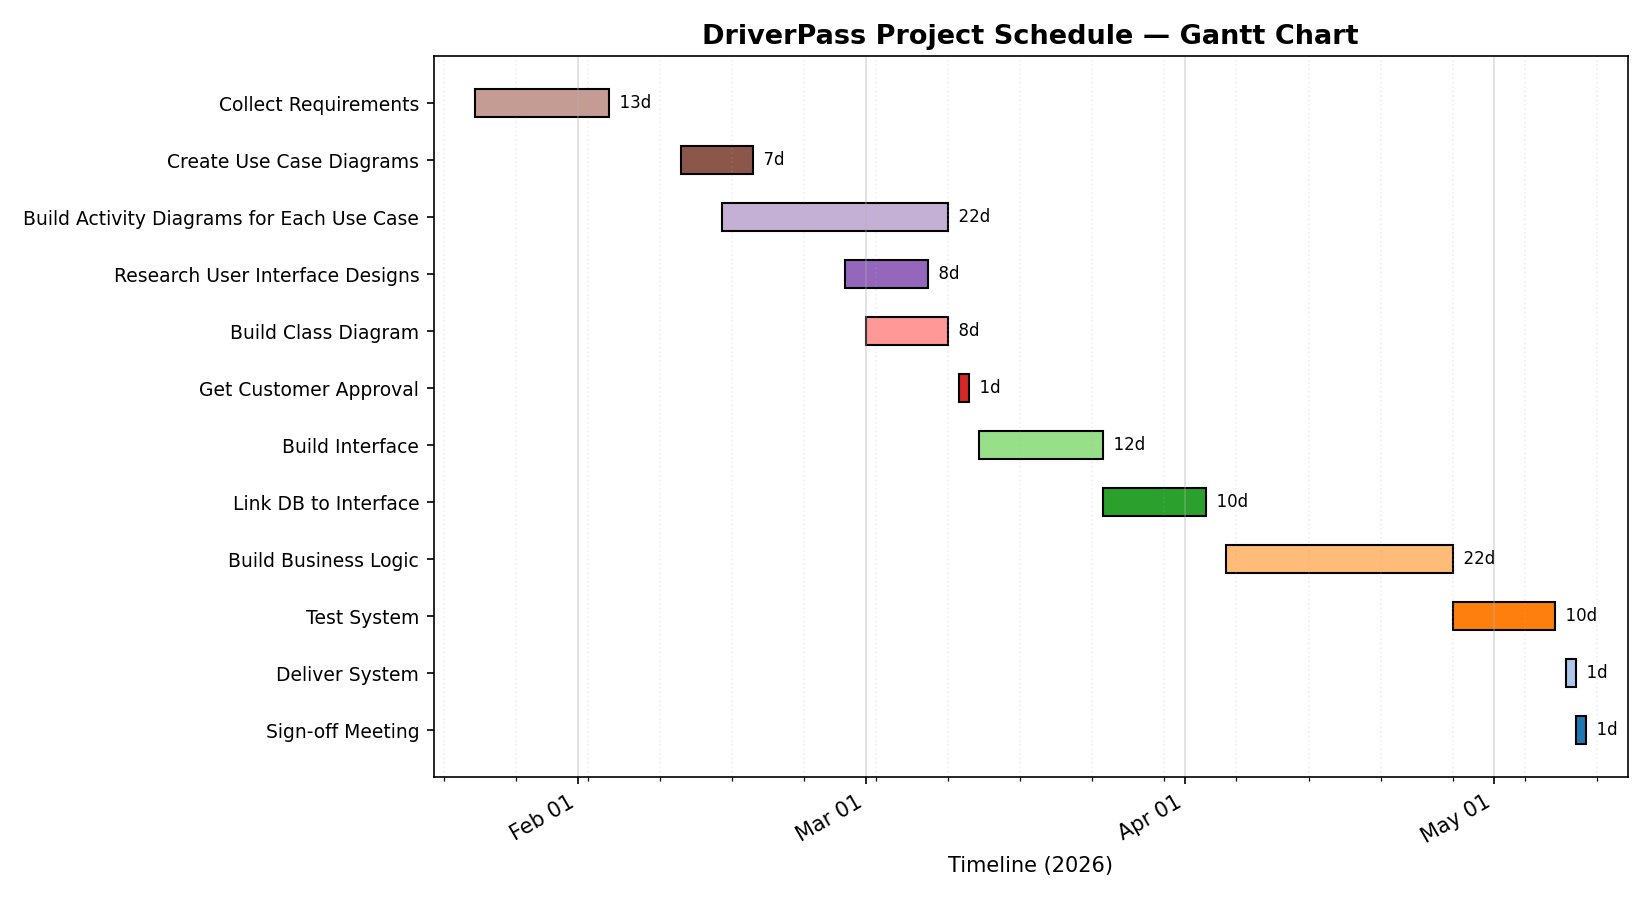 DriverPass Project Schedule — Gantt Chart
Collect Requirements 13d
Create Use Case Diagrams 7d
Build Activity Diagrams for Each Use Case 22d
Research User Interface Designs 8d
Build Class Diagram 8d
Get Customer Approval 1d
Build Interface 12d
Link DB to Interface 10d
Build Business Logic 22d
Test System 10d
Deliver System 1d
Sign-off Meeting 1d
Feb 01 Mar 01 Apr 01 May 01
Timeline (2026)